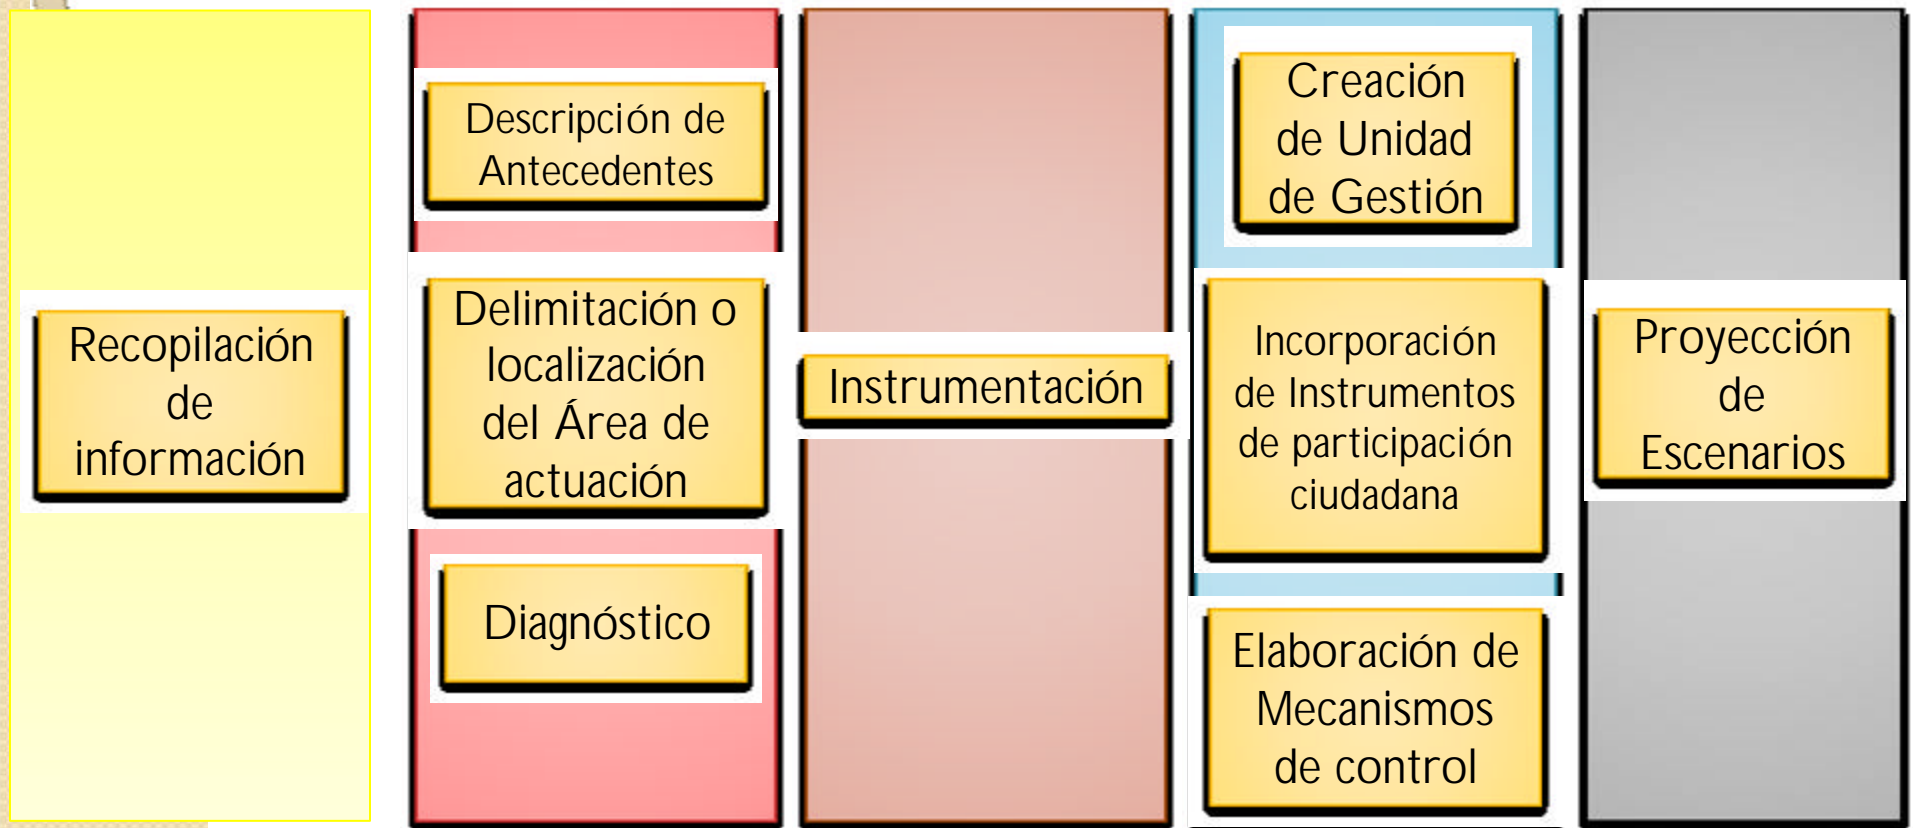 Recopilación
de
información
Descripción de
Antecedentes
Delimitación o
localización
del Área de
actuación
Diagnóstico
Instrumentación
Creación
de Unidad
de Gestión
Incorporación
de Instrumentos
de participación
ciudadana
Elaboración de
Mecanismos
de control
Proyección
de
Escenarios